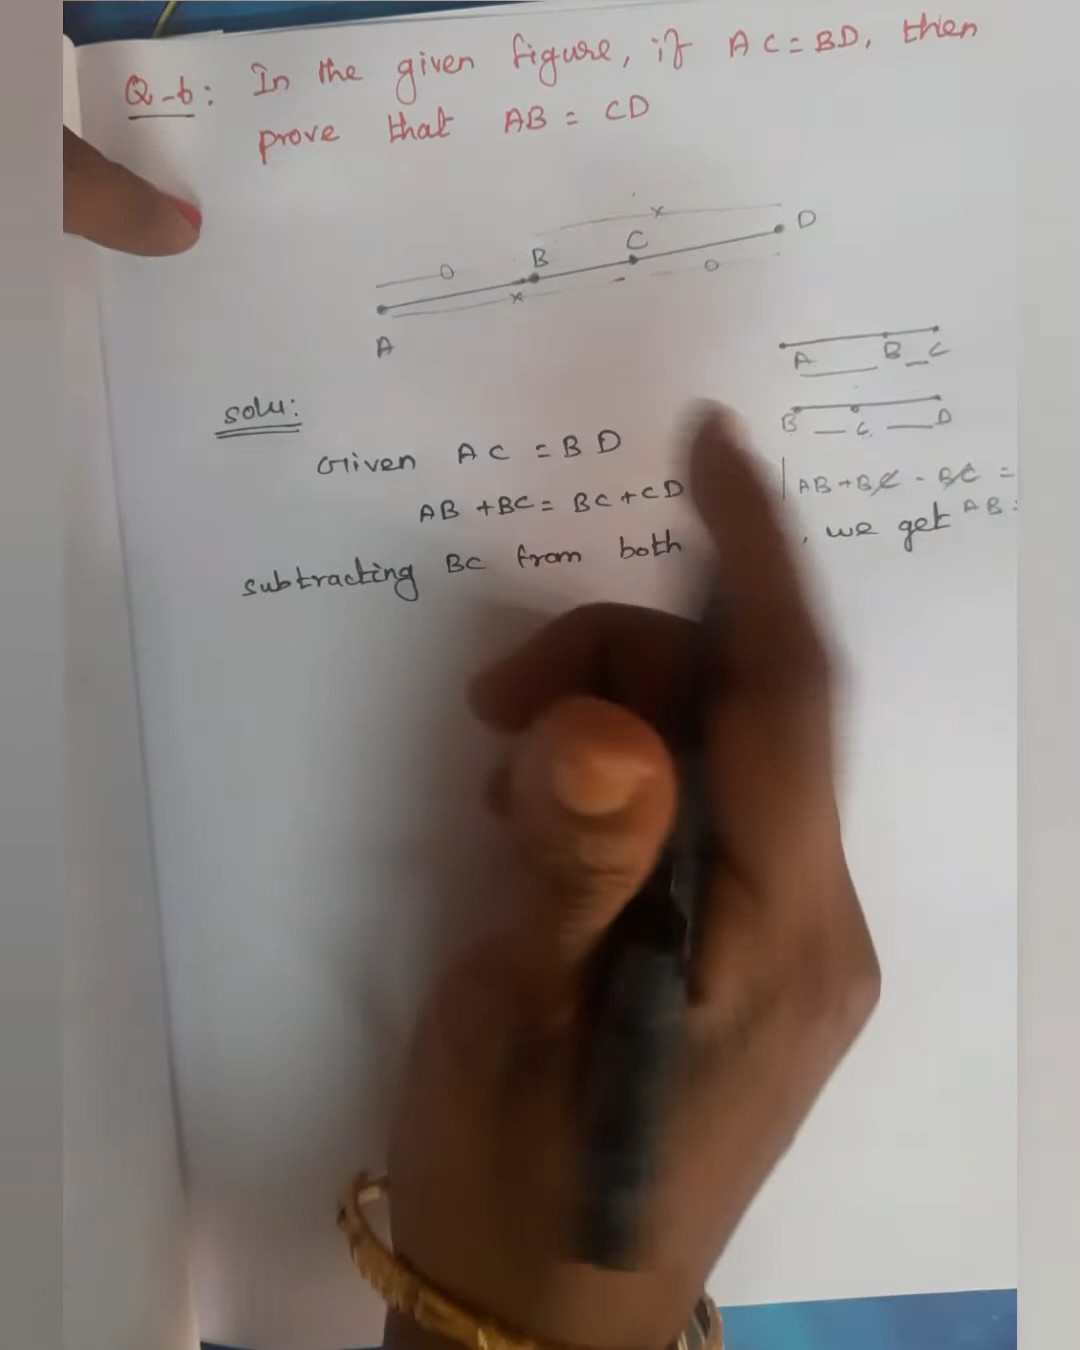 Q-6: In the given figure, if AC = BD, then
prove that AB = CD
D
C
B
x
o
o
x
A
A B C
B C D
solu:
Given AC = BD
AB + BC = BC + CD
AB + BC - BC =
subtracting BC from both , we get AB =